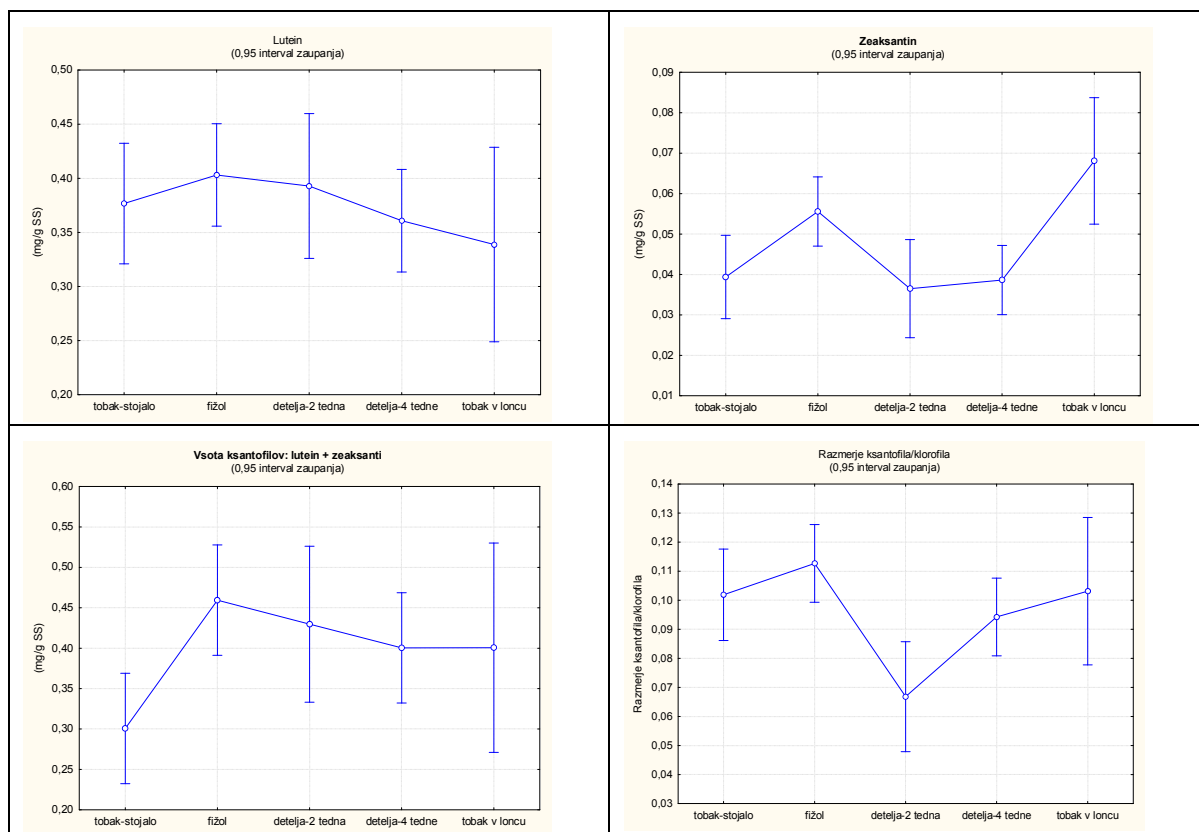 Lutein
(0,95 interval zaupanja)
0,50
0,45
0,40
0,35
0,30
0,25
0,20
(mg/g SS)
tobak-stojalo fižol detelja-2 tedna detelja-4 tedne tobak v loncu
Zeaksantin
(0,95 interval zaupanja)
0,09
0,08
0,07
0,06
0,05
0,04
0,03
0,02
0,01
(mg/g SS)
tobak-stojalo fižol detelja-2 tedna detelja-4 tedne tobak v loncu
Vsota ksantofilov: lutein + zeaksanti
(0,95 interval zaupanja)
0,60
0,55
0,50
0,45
0,40
0,35
0,30
0,25
0,20
(mg/g SS)
tobak-stojalo fižol detelja-2 tedna detelja-4 tedne tobak v loncu
Razmerje ksantofila/klorofila
(0,95 interval zaupanja)
0,14
0,13
0,12
0,11
0,10
0,09
0,08
0,07
0,06
0,05
0,04
0,03
Razmerje ksantofila/klorofila
tobak-stojalo fižol detelja-2 tedna detelja-4 tedne tobak v loncu